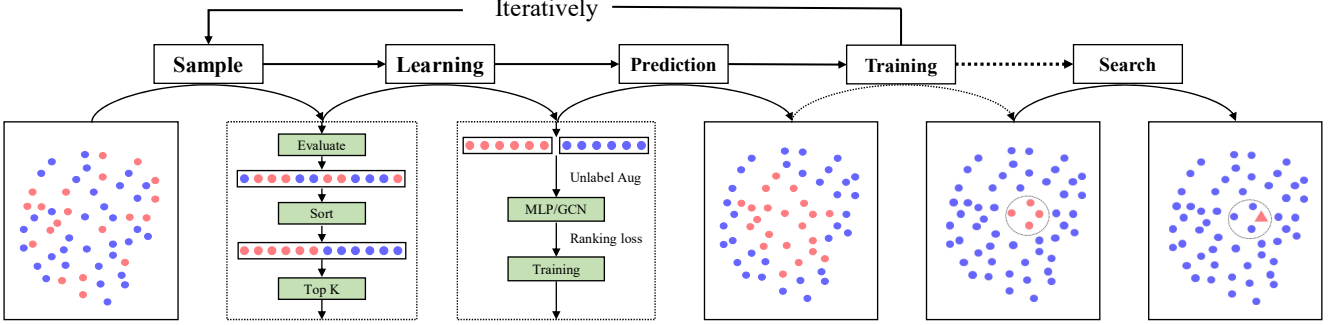 Iteratively
Sample
Learning
Prediction
Training
Search
Evaluate
Sort
Top K
Unlabel Aug
MLP/GCN
Ranking loss
Training